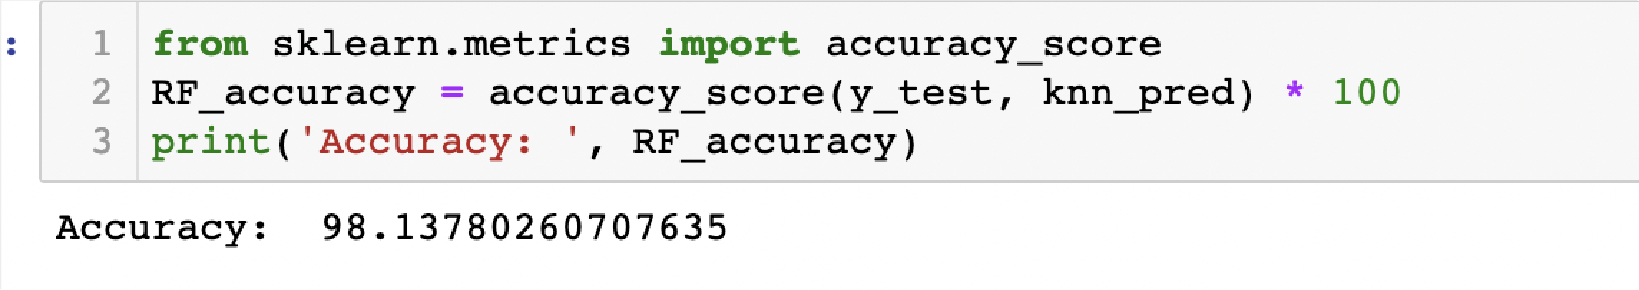 :
1 from sklearn.metrics import accuracy_score
2 RF_accuracy = accuracy_score(y_test, knn_pred) * 100
3 print('Accuracy: ', RF_accuracy)
Accuracy:  98.13780260707635